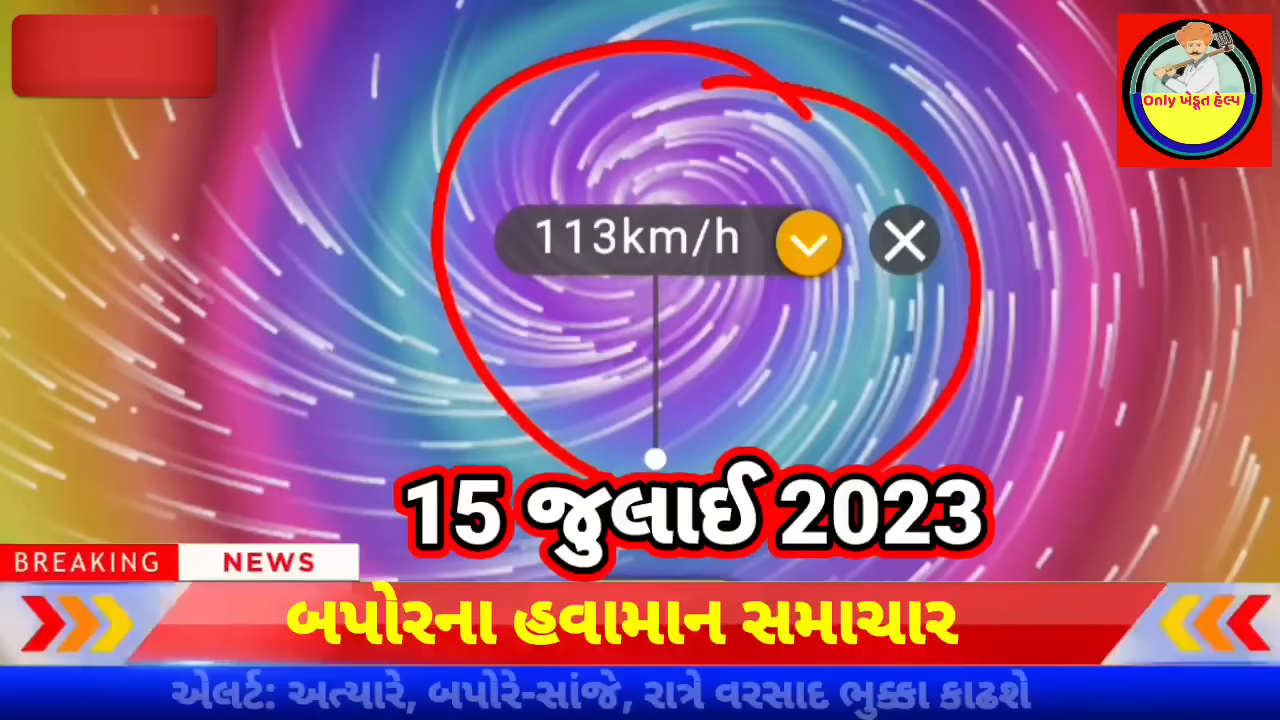 Only ખેડૂત હેલ્પ
113km/h
15 જુલાઈ 2023
BREAKING NEWS
બપોરના હવામાન સમાચાર
એલર્ટ: અત્યારે, બપોરે-સાંજે, રાત્રે વરસાદ ભુક્કા કાઢશે